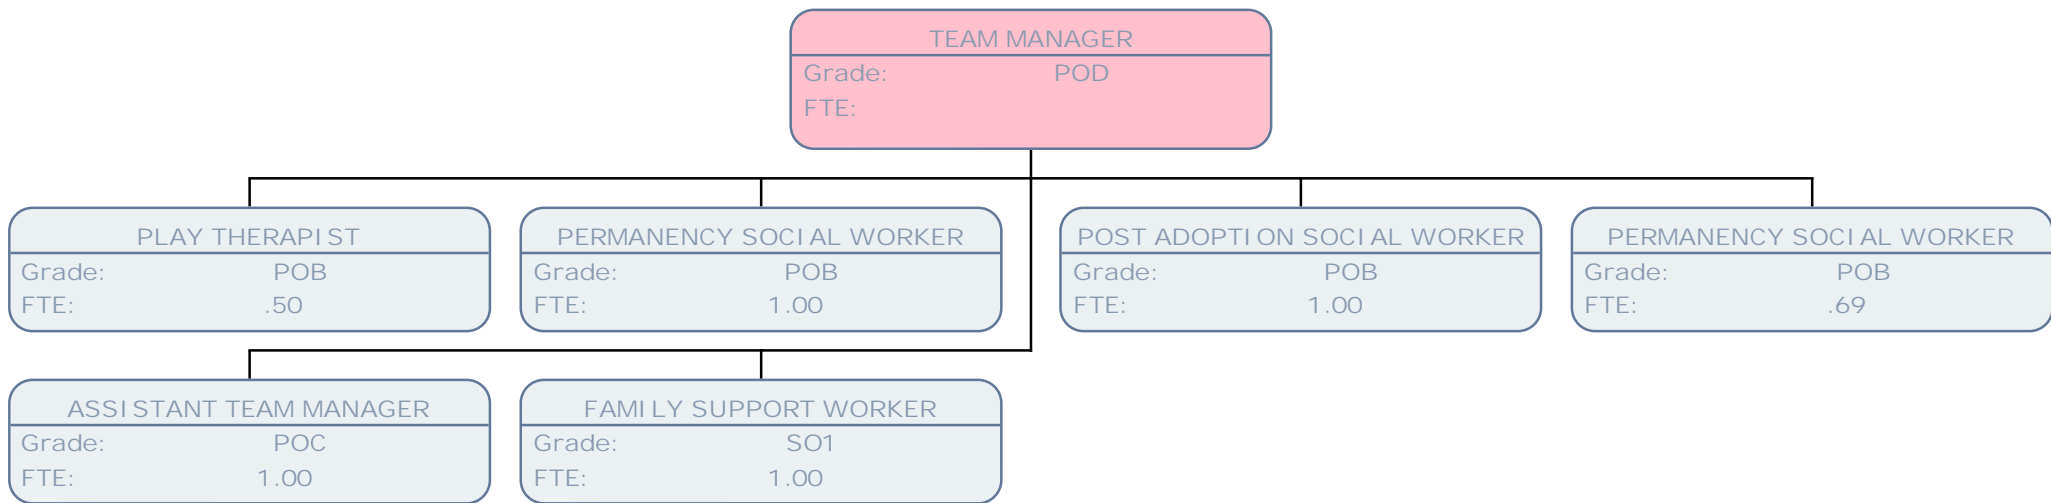 TEAM MANAGER
Grade: POD
FTE:
PLAY THERAPIST
Grade: POB
FTE: .50
PERMANENCY SOCIAL WORKER
Grade: POB
FTE: 1.00
POST ADOPTION SOCIAL WORKER
Grade: POB
FTE: 1.00
PERMANENCY SOCIAL WORKER
Grade: POB
FTE: .69
ASSISTANT TEAM MANAGER
Grade: POC
FTE: 1.00
FAMILY SUPPORT WORKER
Grade: SO1
FTE: 1.00